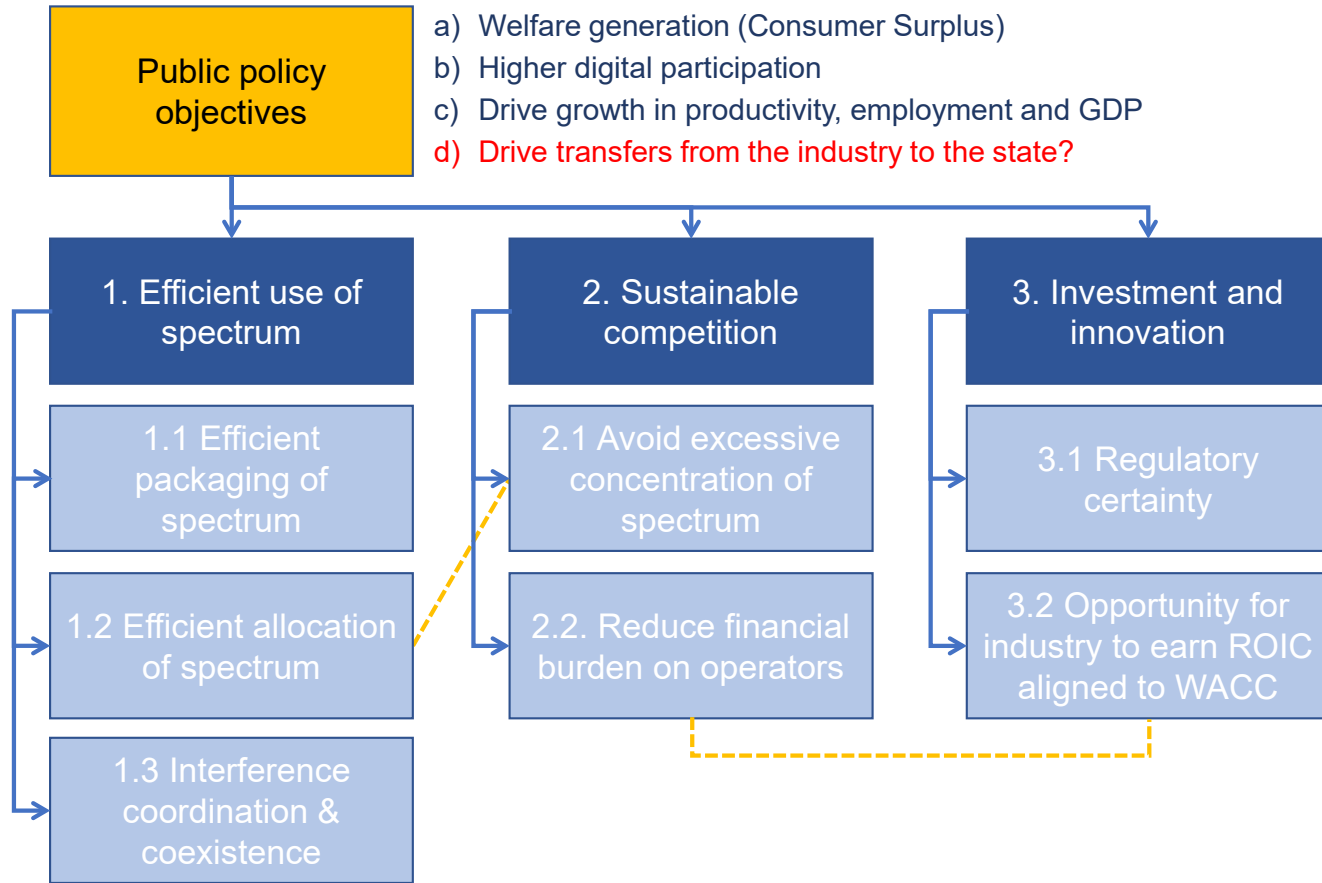 Public policy
objectives
a) Welfare generation (Consumer Surplus)
b) Higher digital participation
c) Drive growth in productivity, employment and GDP
d) Drive transfers from the industry to the state?
1. Efficient use of
spectrum
1.1 Efficient
packaging of
spectrum
1.2 Efficient allocation
of spectrum
1.3 Interference
coordination &
coexistence
2. Sustainable
competition
2.1 Avoid excessive
concentration of
spectrum
2.2. Reduce financial
burden on operators
3. Investment and
innovation
3.1 Regulatory
certainty
3.2 Opportunity for
industry to earn ROIC
aligned to WACC